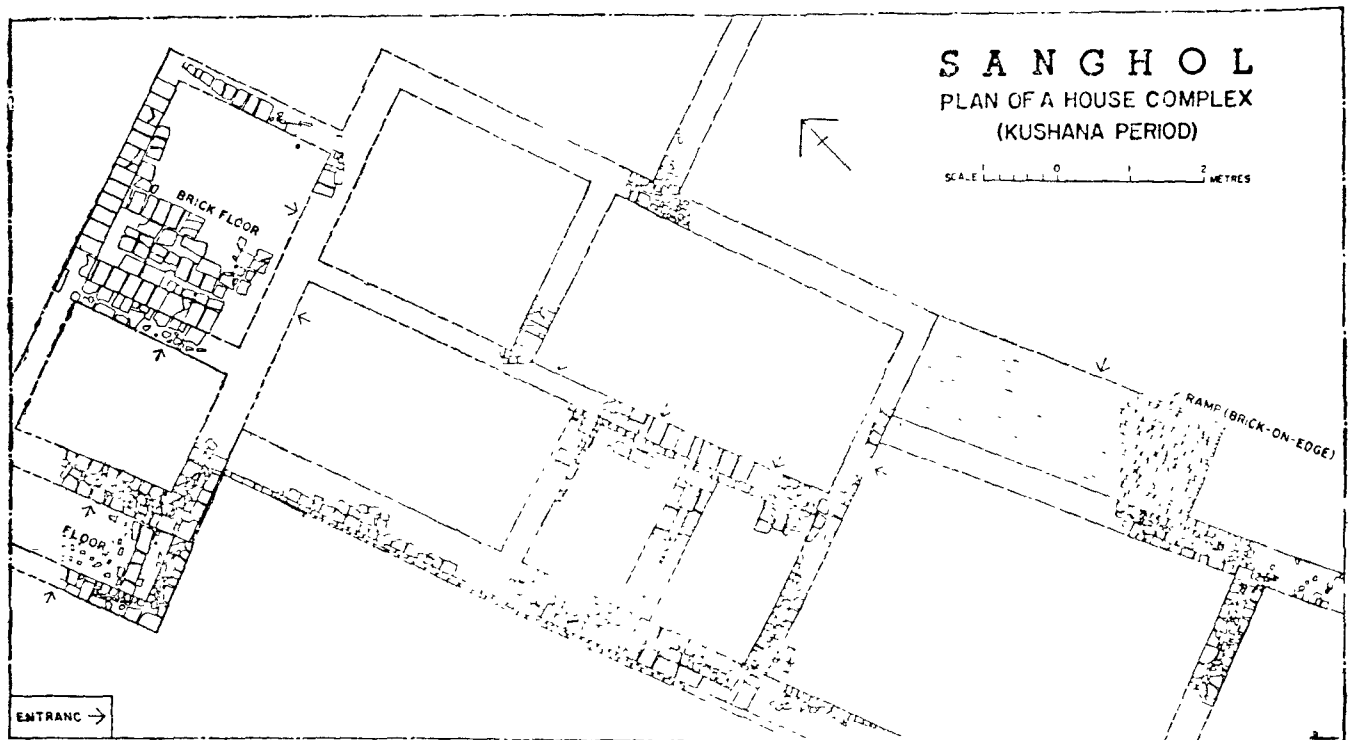 SANGHOL
PLAN OF A HOUSE COMPLEX
(KUSHANA PERIOD)
SCALE 1 0 1 2 METRES
BRICK FLOOR
RAMP (BRICK-ON-EDGE)
FLOOR
ENTRANC →